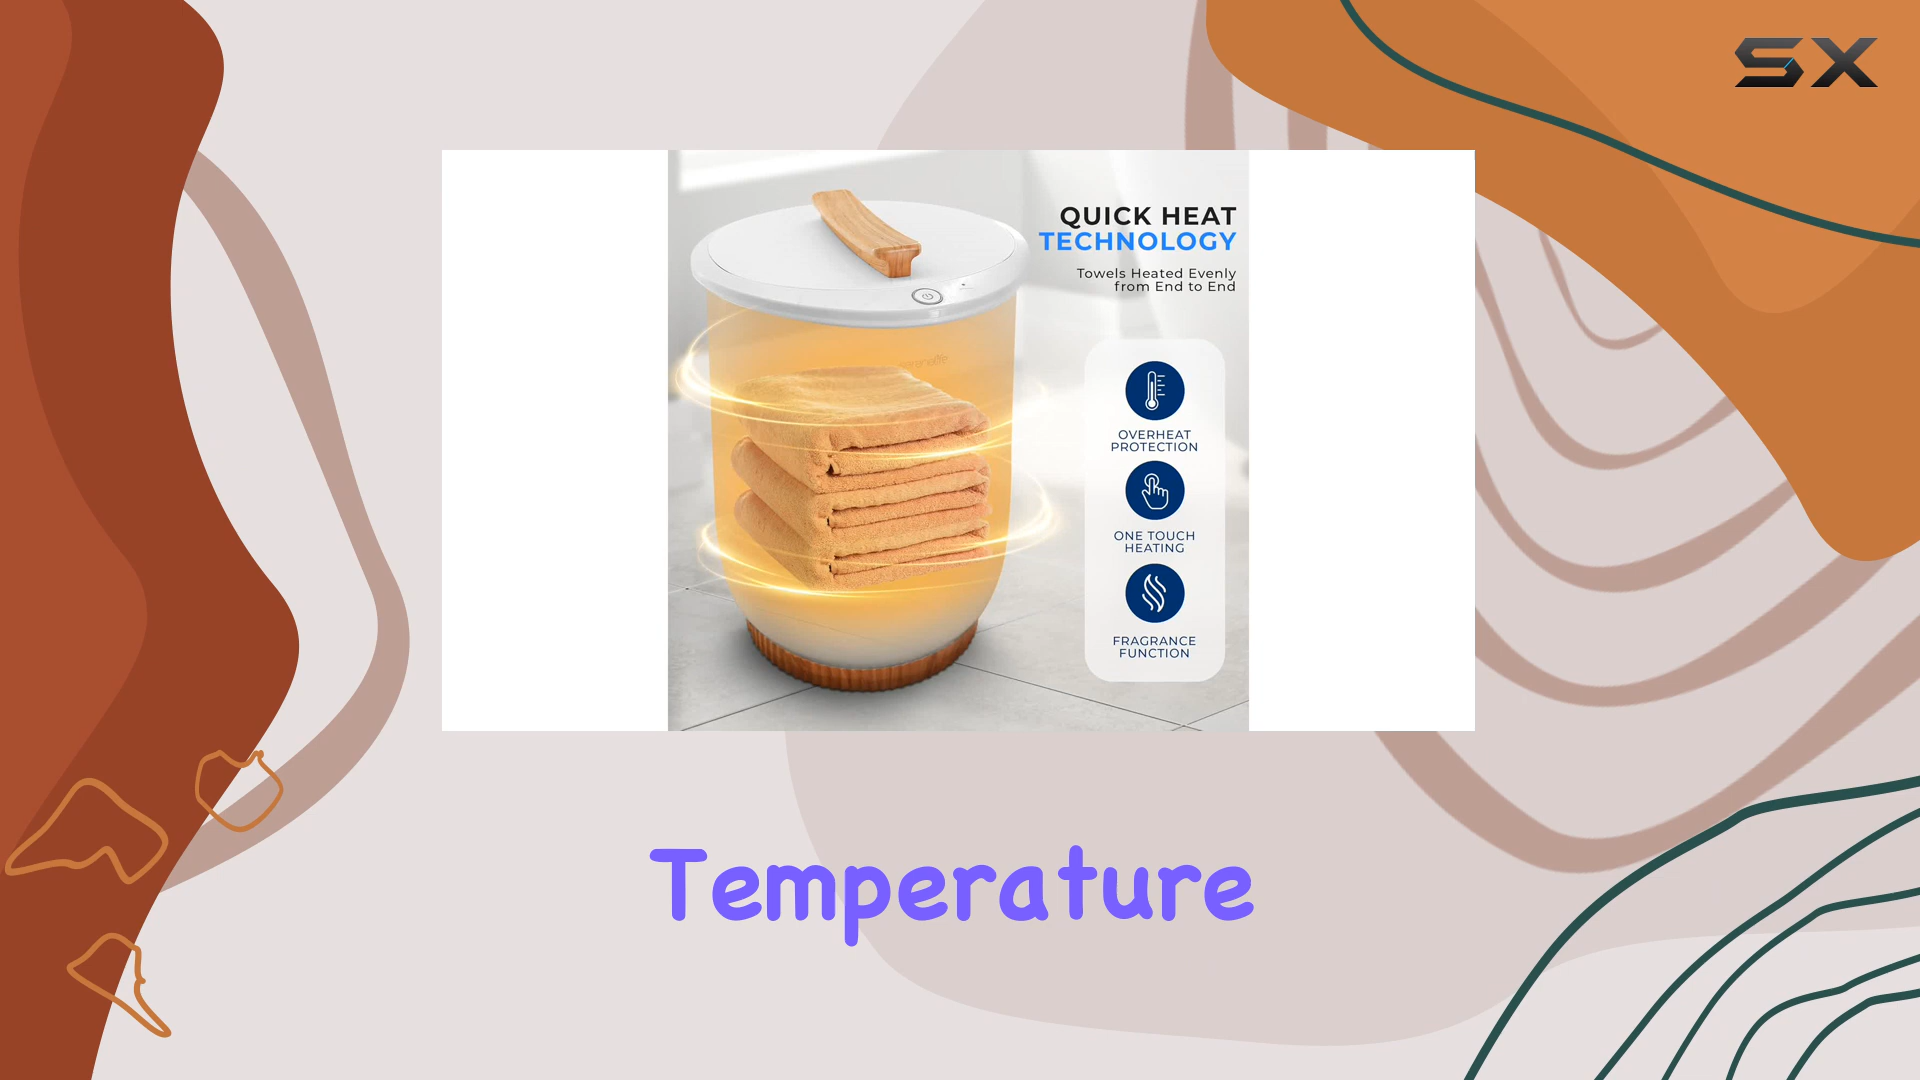 SX
QUICK HEAT
TECHNOLOGY
Towels Heated Evenly
from End to End
serenalife
OVERHEAT
PROTECTION
ONE TOUCH
HEATING
FRAGRANCE
FUNCTION
Temperature